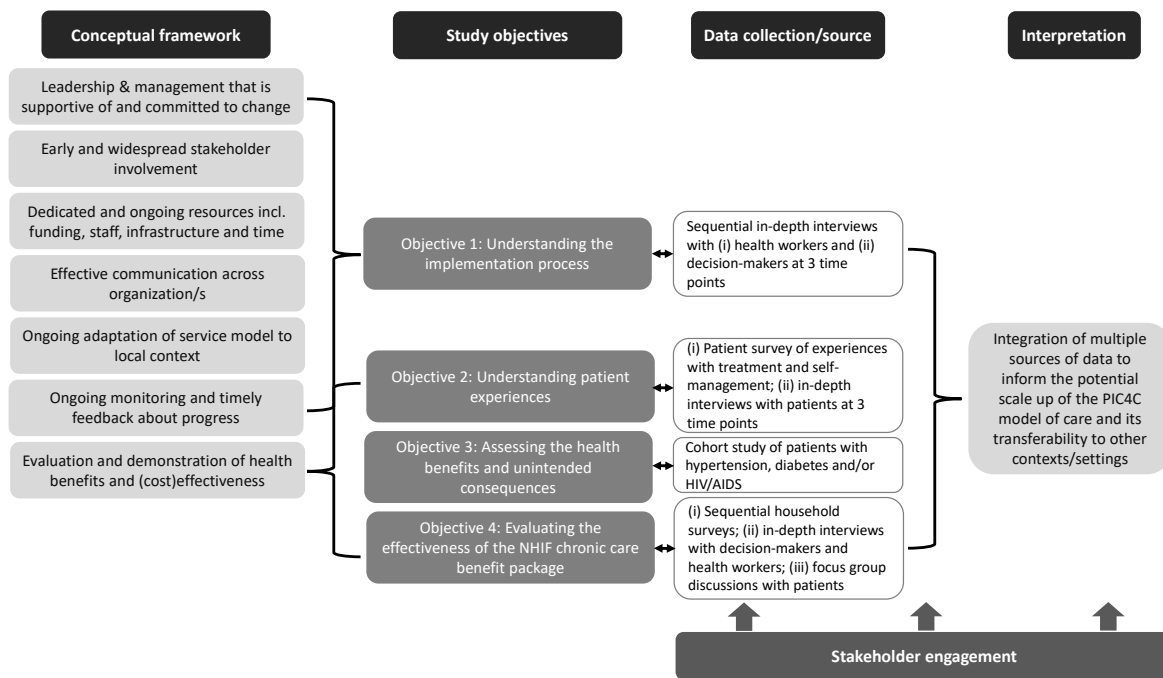 Conceptual framework
Study objectives
Data collection/source
Interpretation
Leadership & management that is
supportive of and committed to change
Early and widespread stakeholder
involvement
Dedicated and ongoing resources incl.
funding, staff, infrastructure and time
Effective communication across
organization/s
Ongoing adaptation of service model to
local context
Ongoing monitoring and timely
feedback about progress
Evaluation and demonstration of health
benefits and (cost)effectiveness
Objective 1: Understanding the
implementation process
Objective 2: Understanding patient
experiences
Objective 3: Assessing the health
benefits and unintended
consequences
Objective 4: Evaluating the
effectiveness of the NHIF chronic care
benefit package
Sequential in-depth interviews
with (i) health workers and (ii)
decision-makers at 3 time
points
(i) Patient survey of experiences
with treatment and self-
management; (ii) in-depth
interviews with patients at 3
time points
Cohort study of patients with
hypertension, diabetes and/or
HIV/AIDS
(i) Sequential household
surveys; (ii) in-depth interviews
with decision-makers and
health workers; (iii) focus group
discussions with patients
Integration of multiple
sources of data to
inform the potential
scale up of the PIC4C
model of care and its
transferability to other
contexts/settings
Stakeholder engagement